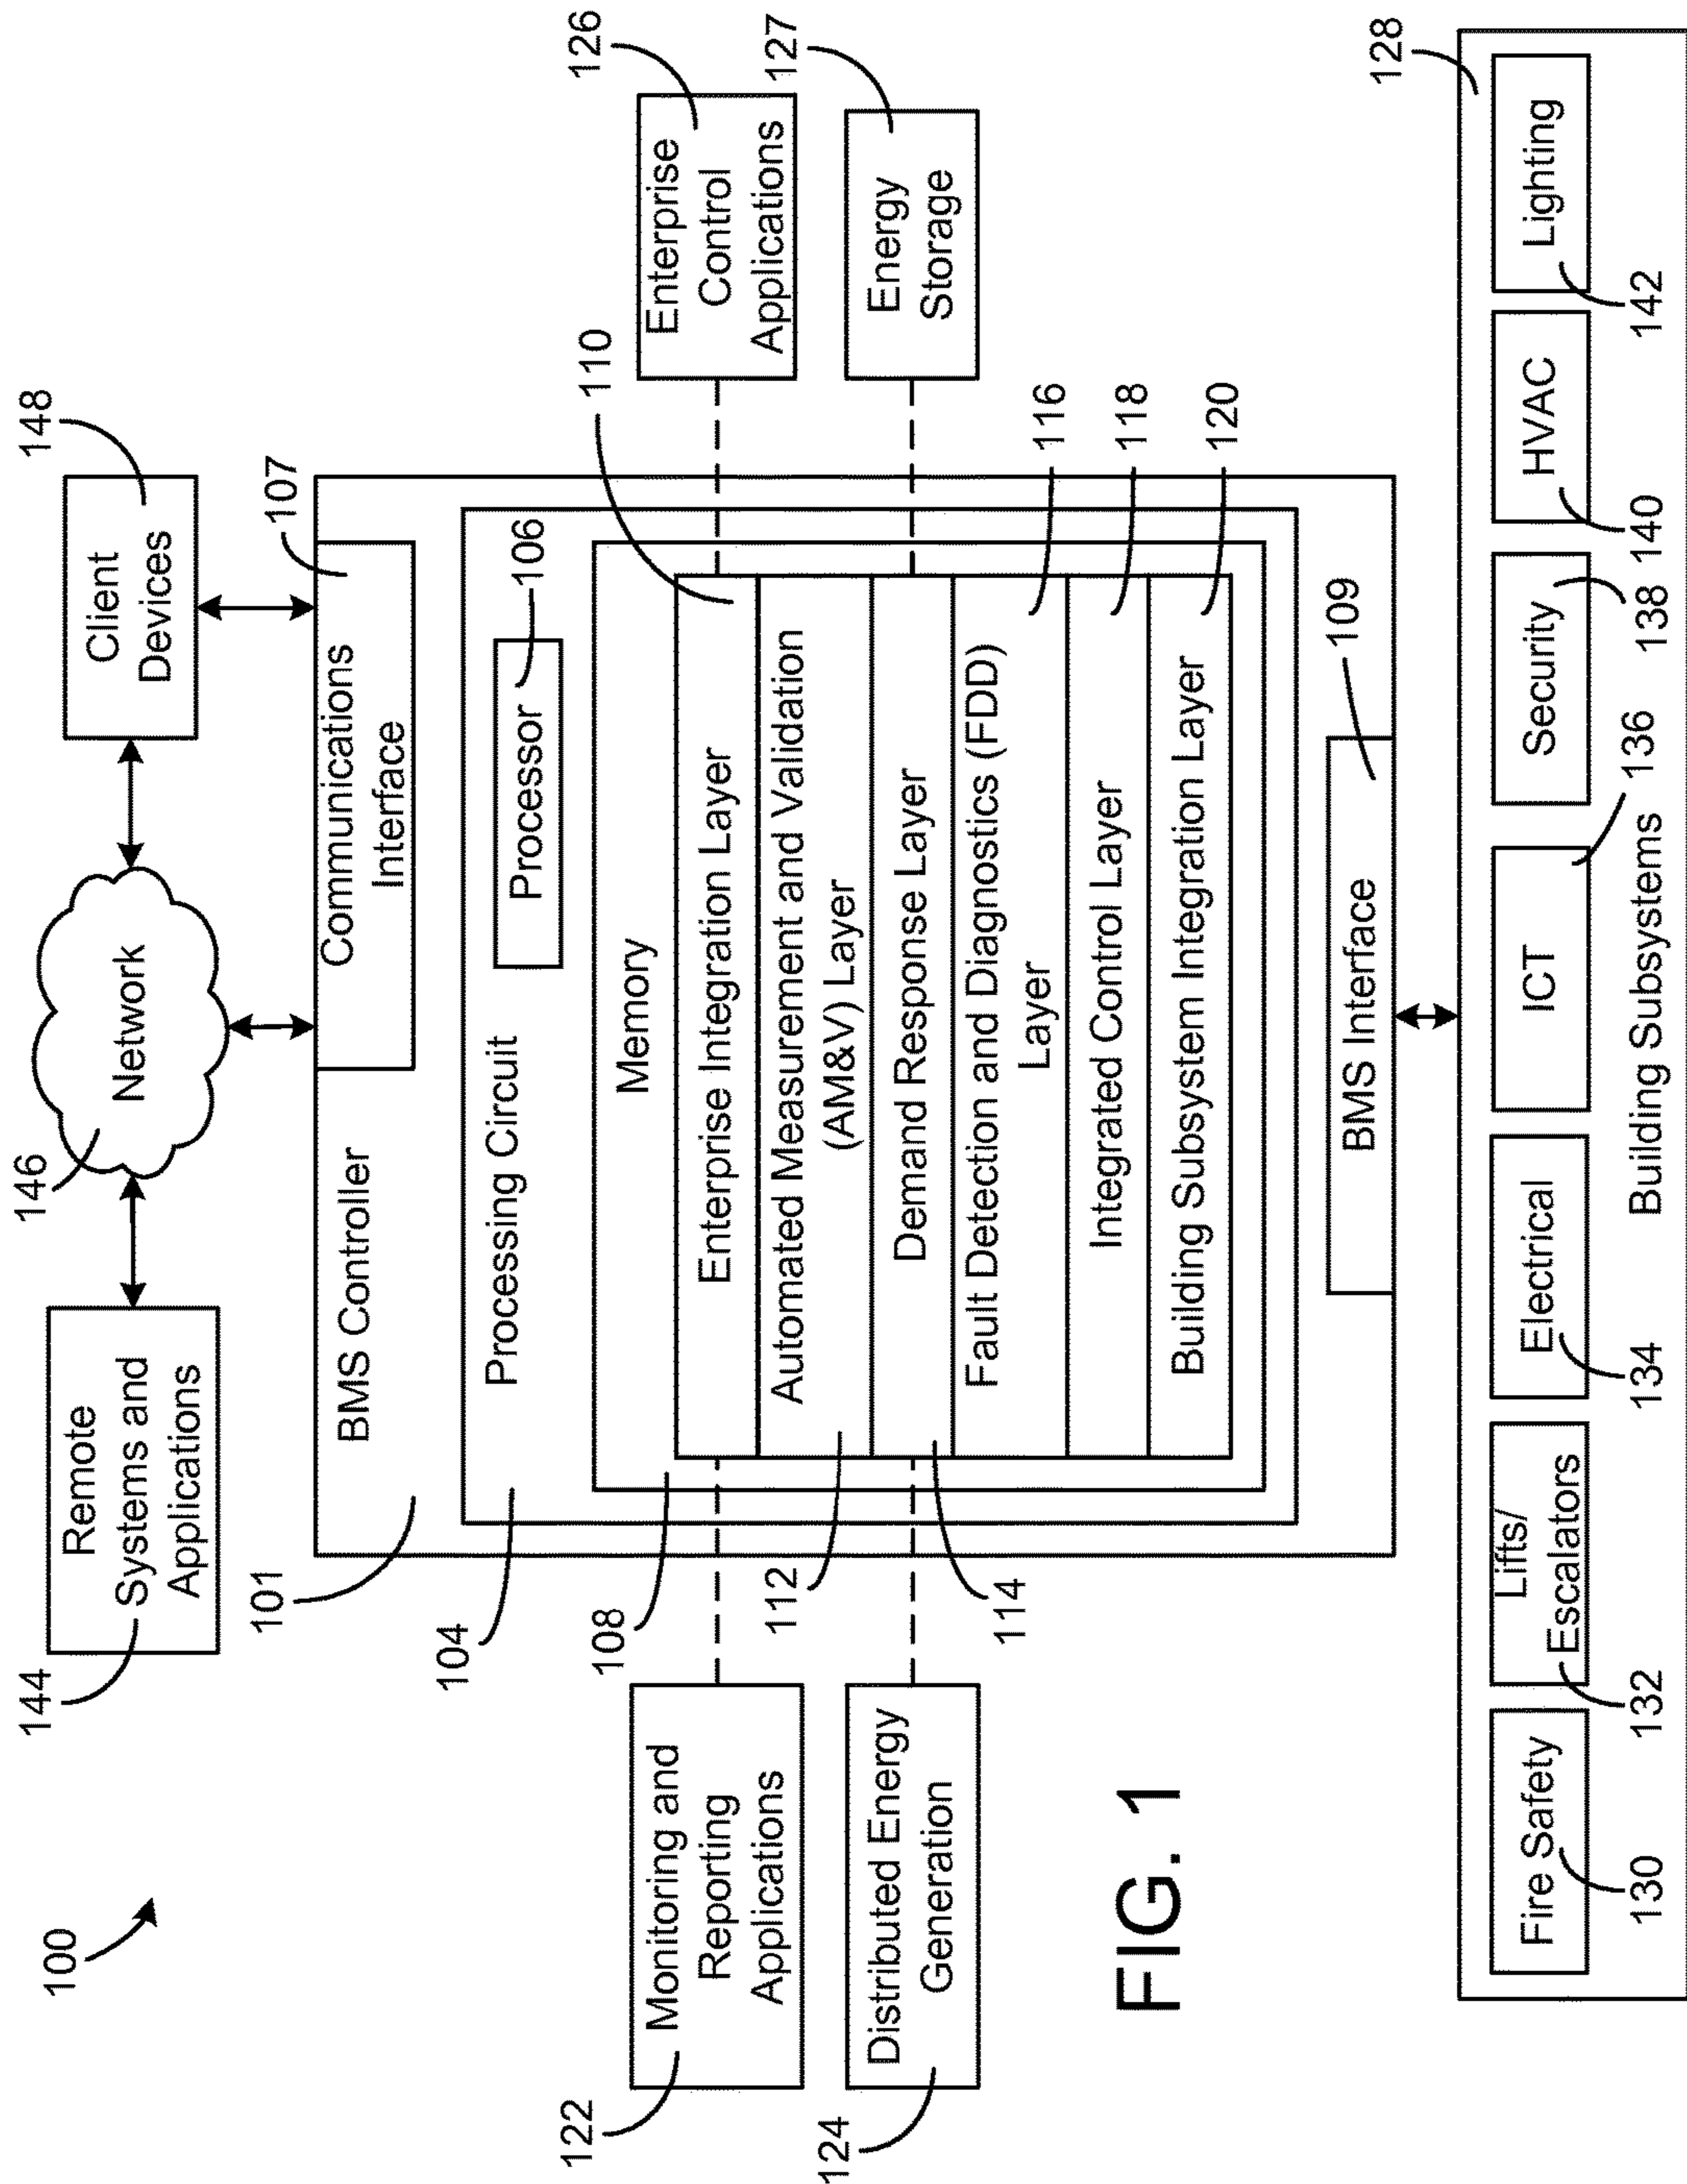 100
144
Remote
Systems and
Applications
146
Network
148
Client
Devices
101
BMS Controller
107
Communications
Interface
104
Processing Circuit
Processor
106
108
Memory
110
Enterprise Integration Layer
112
Automated Measurement and Validation
(AM&V) Layer
114
Demand Response Layer
Fault Detection and Diagnostics (FDD)
Layer
116
Integrated Control Layer
118
Building Subsystem Integration Layer
120
122
Monitoring and
Reporting
Applications
124
Distributed Energy
Generation
126
Enterprise
Control
Applications
127
Energy
Storage
BMS Interface
109
FIG. 1
128
Fire Safety
130
Lifts/
Escalators
132
Electrical
134
ICT
136
Security
138
HVAC
140
Lighting
142
Building Subsystems